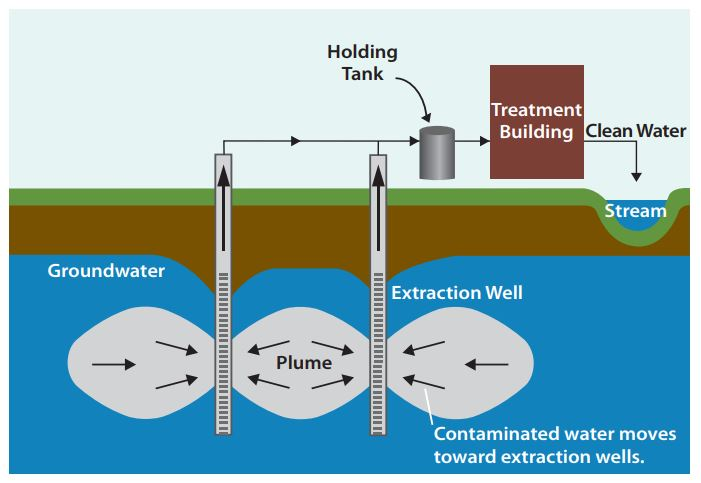 Holding
Tank
Treatment
Building
Clean Water
Stream
Groundwater
Extraction Well
Plume
Contaminated water moves
toward extraction wells.